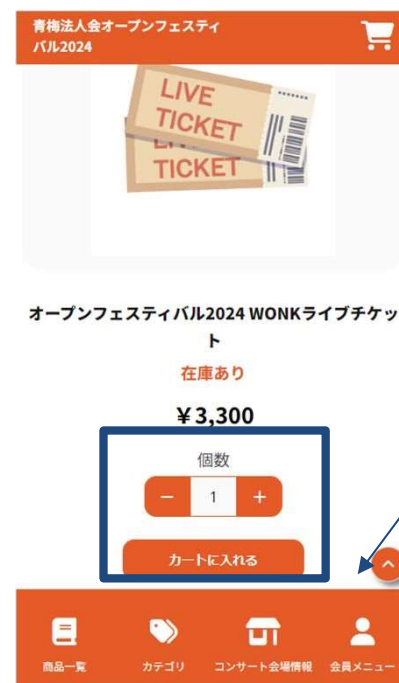 青梅法人会オープンフェスティ
バル2024
LIVE
TICKET
TICKET
オープンフェスティバル2024 WONKライブチケッ
ト
在庫あり
￥3,300
個数
− 1 +
カートに入れる
商品一覧 カテゴリ コンサート会場情報 会員メニュー